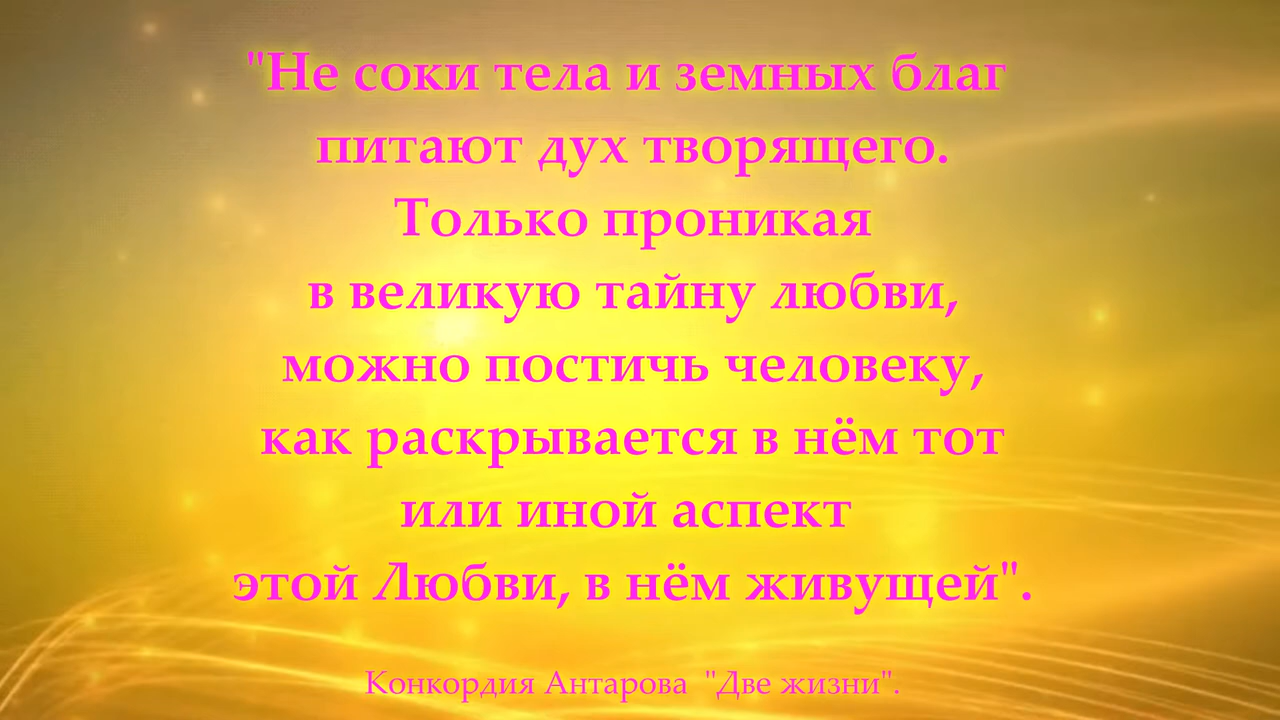 "Не соки тела и земных благ
питают дух творящего.
Только проникая
в великую тайну любви,
можно постичь человеку,
как раскрывается в нём тот
или иной аспект
этой Любви, в нём живущей".
Конкордия Антарова "Две жизни".